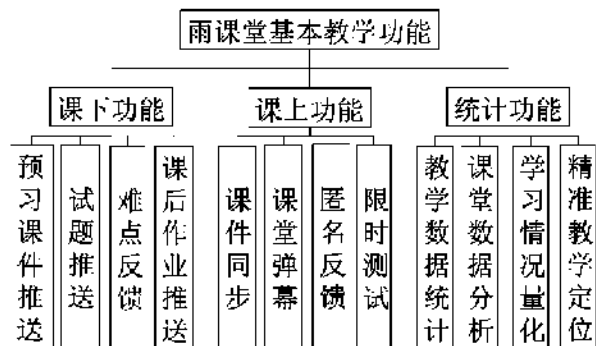 雨课堂基本教学功能
课下功能
课上功能
统计功能
预习课件推送
试题推送
难点反馈
课后作业推送
课件同步
课堂弹幕
匿名反馈
限时测试
教学数据统计
课堂数据分析
学习情况量化
精准教学定位